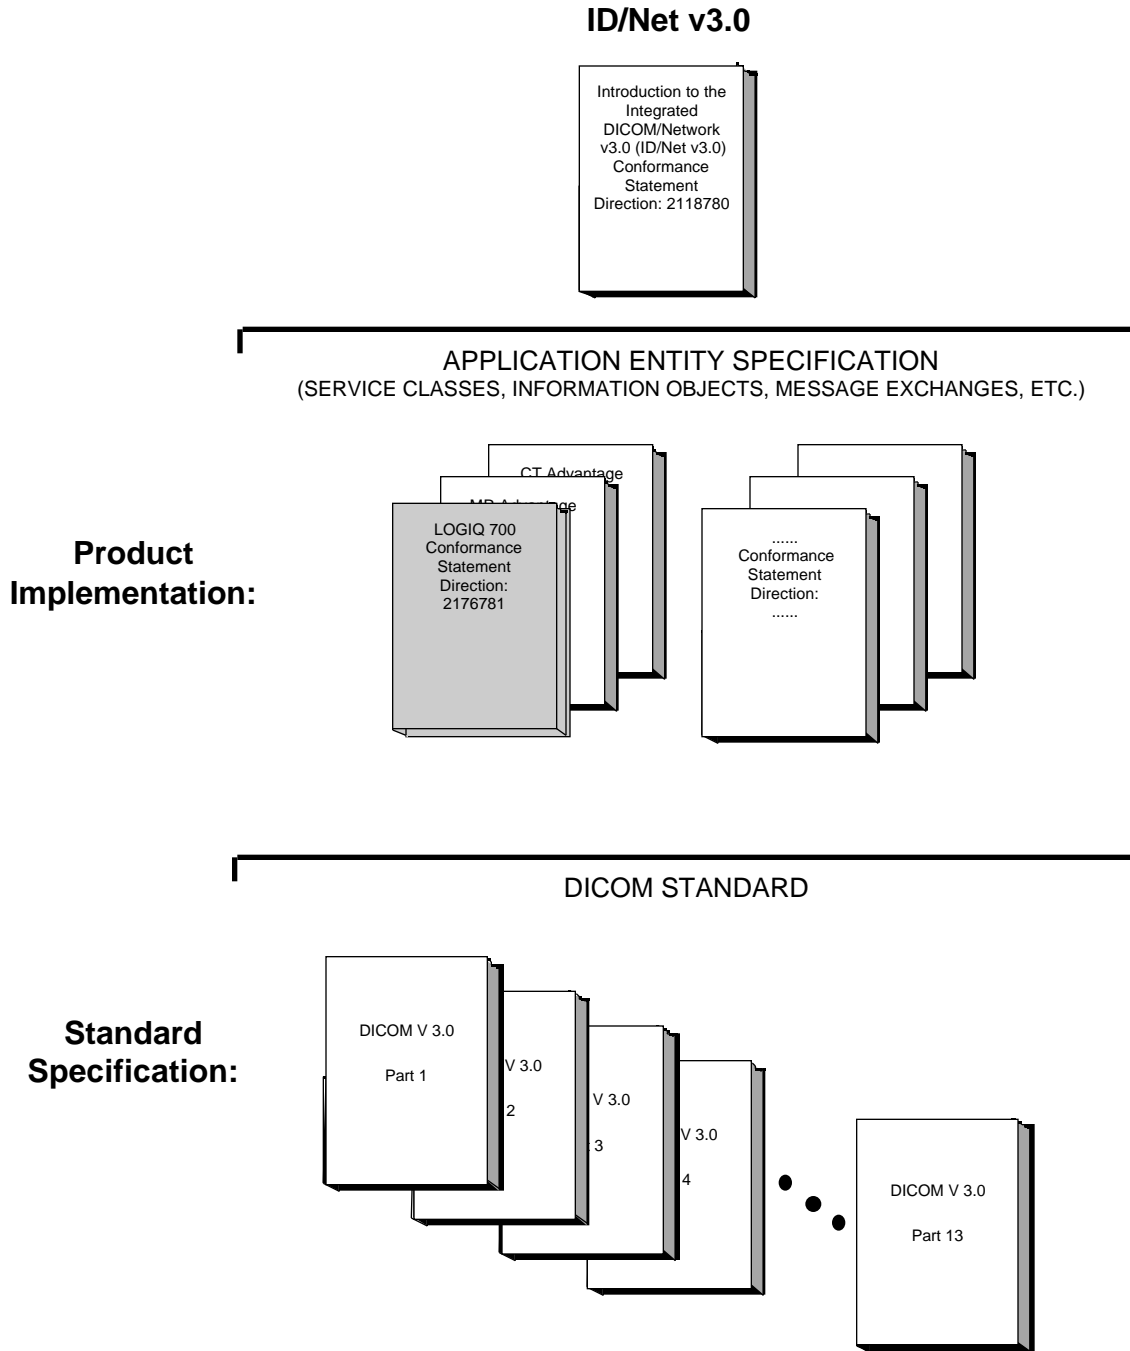 ID/Net v3.0
Introduction to the
Integrated
DICOM/Network
v3.0 (ID/Net v3.0)
Conformance
Statement
Direction: 2118780
APPLICATION ENTITY SPECIFICATION
(SERVICE CLASSES, INFORMATION OBJECTS, MESSAGE EXCHANGES, ETC.)
Product
Implementation:
CT Advantage
MR Advantage
LOGIQ 700
Conformance
Statement
Direction:
2176781
......
Conformance
Statement
Direction:
......
DICOM STANDARD
Standard
Specification:
DICOM V 3.0
Part 1
V 3.0
2
V 3.0
3
V 3.0
4
DICOM V 3.0
Part 13